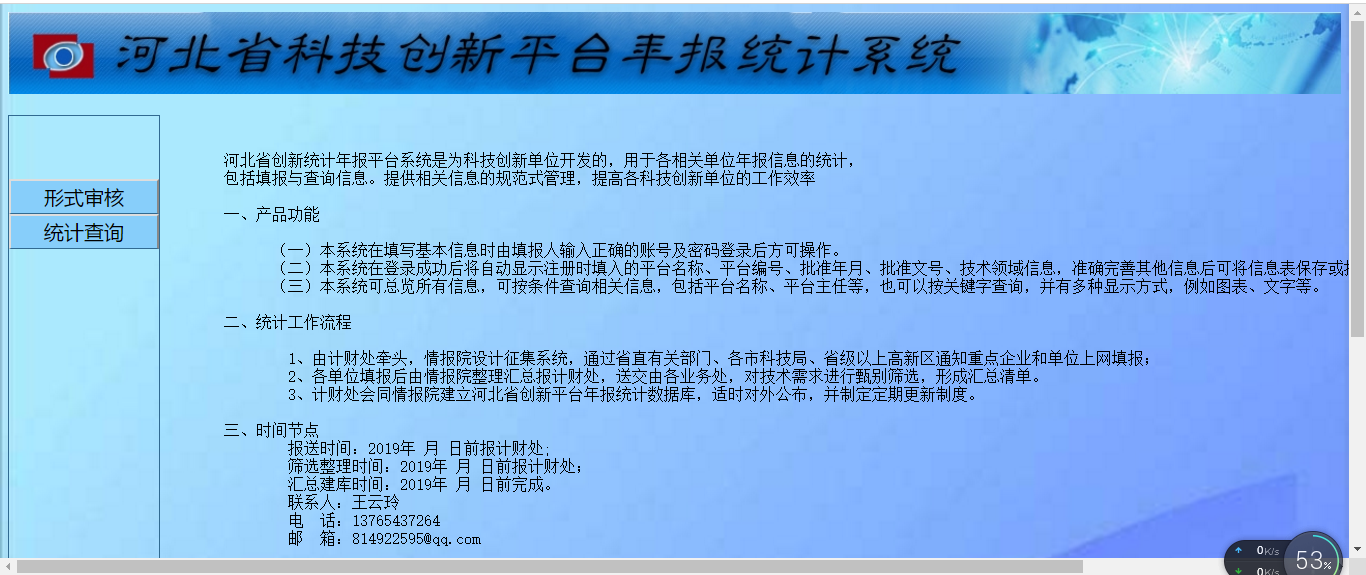 河北省科技创新平台年报统计系统
形式审核
统计查询
河北省创新统计年报平台系统是为科技创新单位开发的，用于各相关单位年报信息的统计，
包括填报与查询信息。提供相关信息的规范式管理，提高各科技创新单位的工作效率
一、产品功能
（一）本系统在填写基本信息时由填报人输入正确的账号及密码登录后方可操作。
（二）本系统在登录成功后将自动显示注册时填入的平台名称、平台编号、批准年月、批准文号、技术领域信息，准确完善其他信息后可将信息表保存或
（三）本系统可总览所有信息，可按条件查询相关信息，包括平台名称、平台主任等，也可以按关键字查询，并有多种显示方式，例如图表、文字等。
二、统计工作流程
1、由计财处牵头，情报院设计征集系统，通过省直有关部门、各市科技局、省级以上高新区通知重点企业和单位上网填报；
2、各单位填报后由情报院整理汇总报计财处，送交由各业务处，对技术需求进行甄别筛选，形成汇总清单。
3、计财处会同情报院建立河北省创新平台年报统计数据库，适时对外公布，并制定定期更新制度。
三、时间节点
报送时间：2019年 月 日前报计财处；
筛选整理时间：2019年 月 日前报计财处；
汇总建库时间：2019年 月 日前完成。
联系人：王云玲
电 话：13765437264
邮 箱：814922595@qq.com
0K/s
0K/s
53%